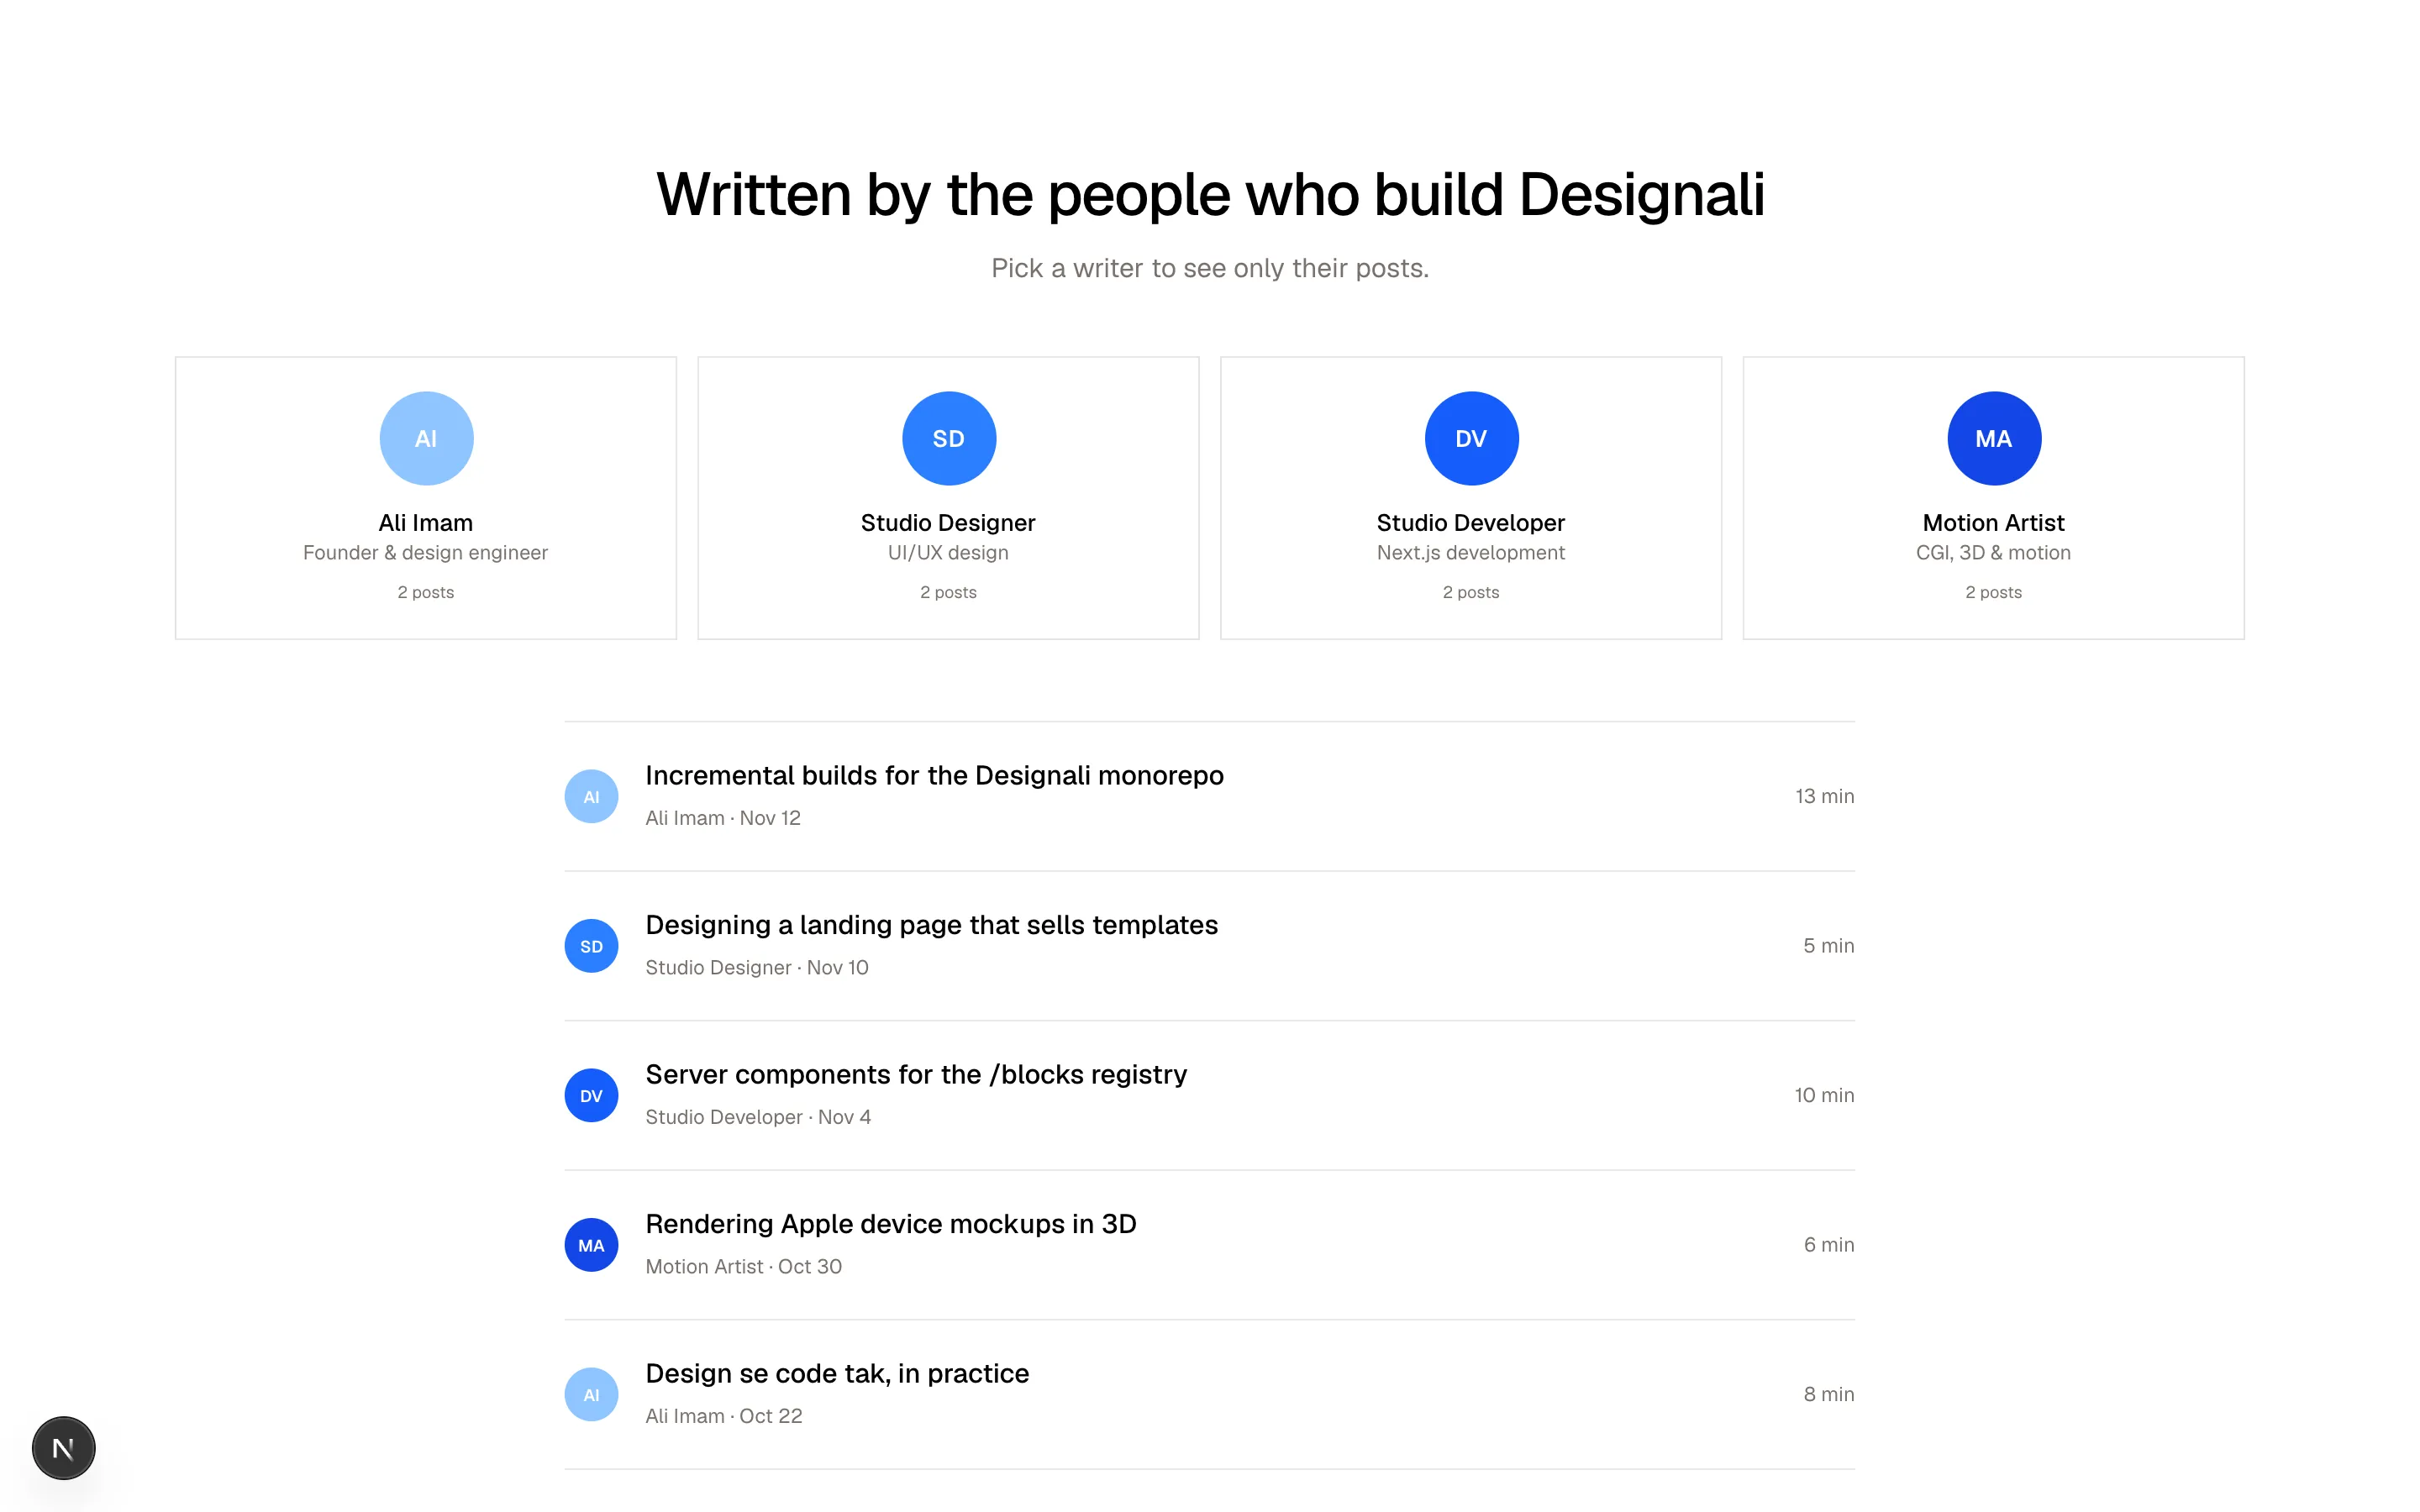 Written by the people who build Designali
Pick a writer to see only their posts.
AI
Ali Imam
Founder & design engineer
2 posts
SD
Studio Designer
UI/UX design
2 posts
DV
Studio Developer
Next.js development
2 posts
MA
Motion Artist
CGI, 3D & motion
2 posts
AI
Incremental builds for the Designali monorepo
Ali Imam · Nov 12
13 min
SD
Designing a landing page that sells templates
Studio Designer · Nov 10
5 min
DV
Server components for the /blocks registry
Studio Developer · Nov 4
10 min
MA
Rendering Apple device mockups in 3D
Motion Artist · Oct 30
6 min
AI
Design se code tak, in practice
Ali Imam · Oct 22
8 min
N